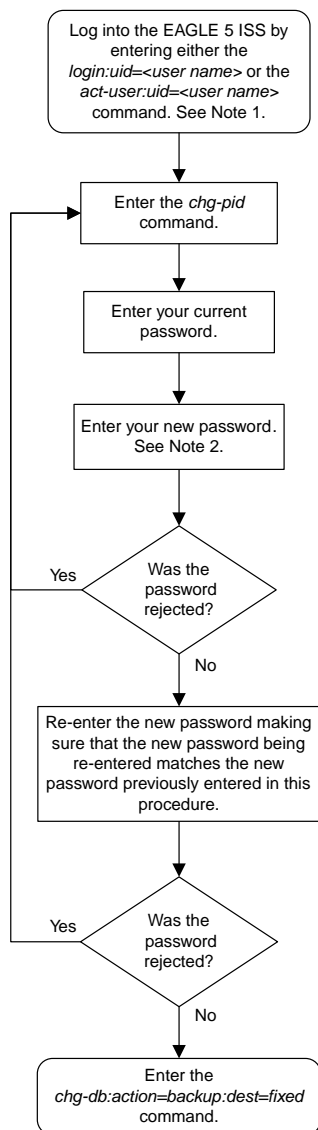 Log into the EAGLE 5 ISS by
entering either the
login:uid=<user name> or the
act-user:uid=<user name>
command. See Note 1.
Enter the chg-pid
command.
Enter your current
password.
Enter your new password.
See Note 2.
Yes
Was the
password
rejected?
No
Re-enter the new password making
sure that the new password being
re-entered matches the new
password previously entered in this
procedure.
Yes
Was the
password
rejected?
No
Enter the
chg-db:action=backup:dest=fixed
command.